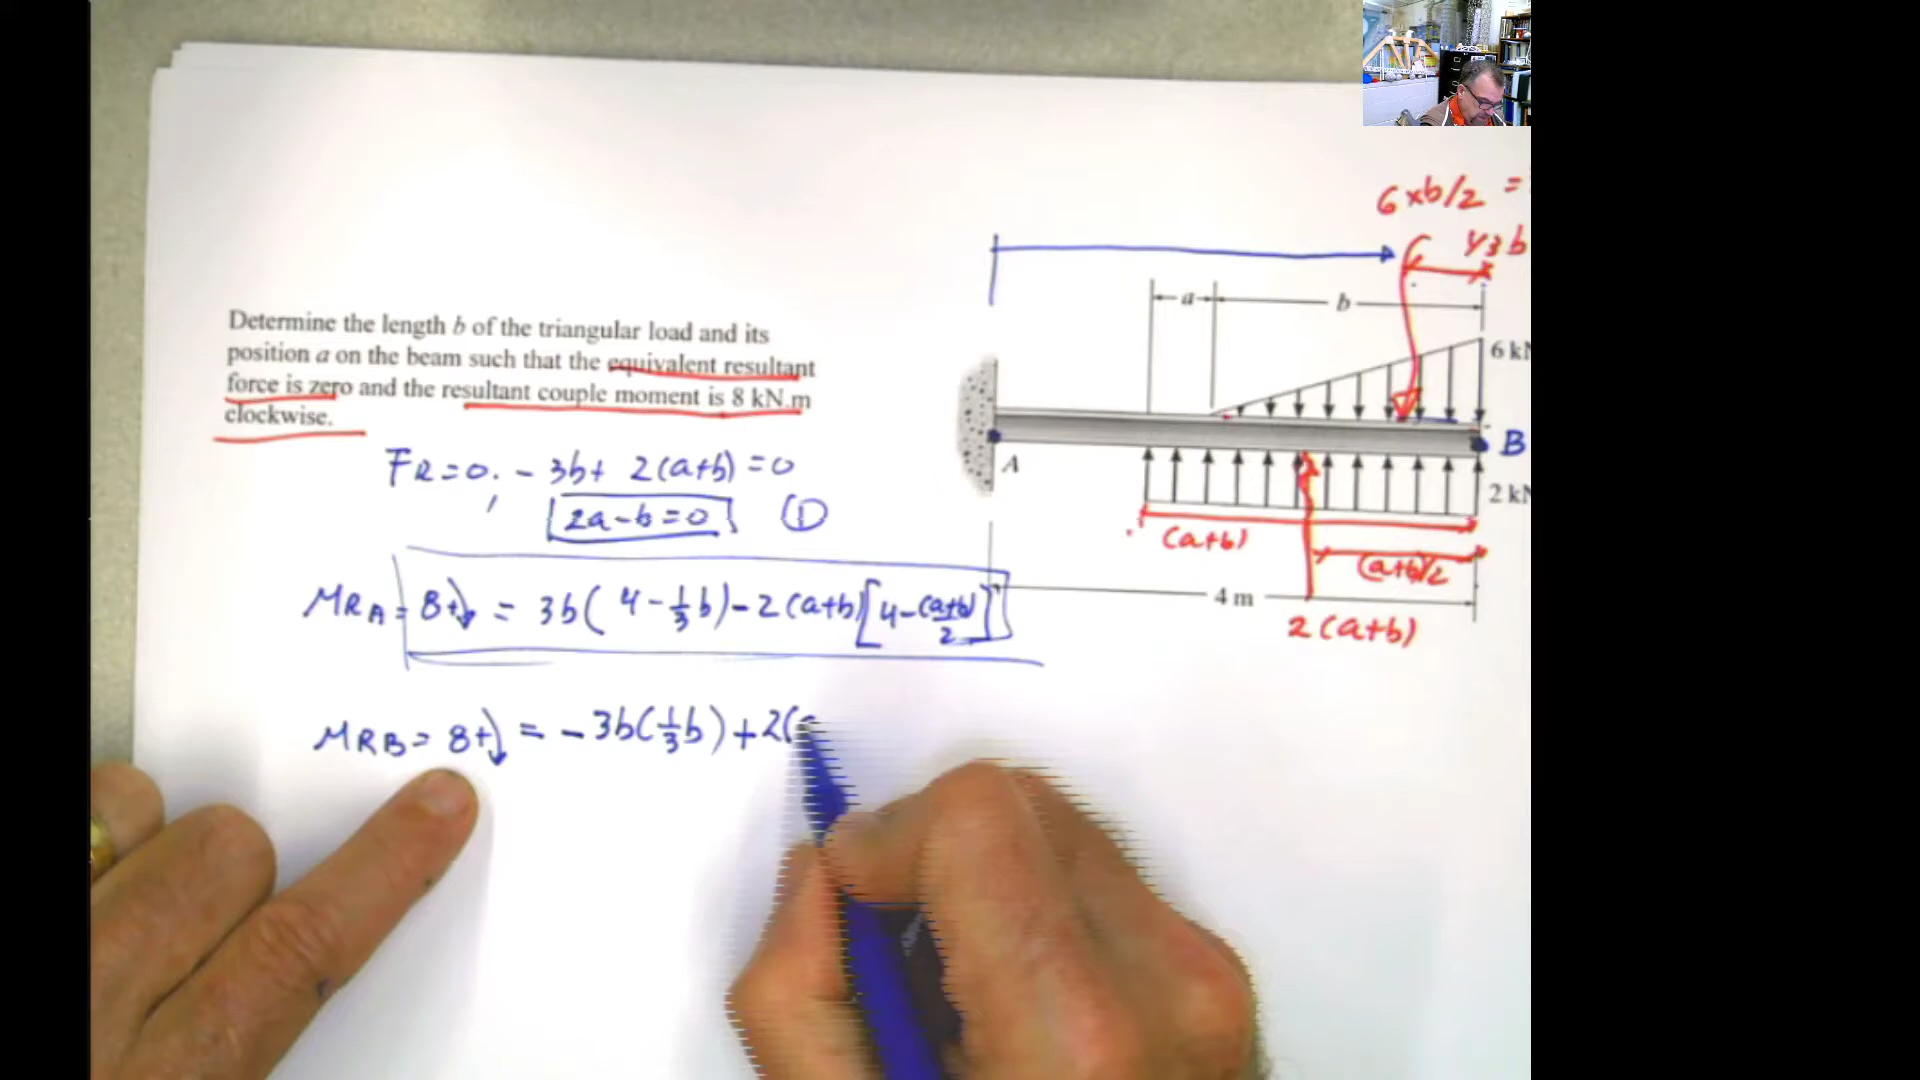 Determine the length b of the triangular load and its
position a on the beam such that the equivalent resultant
force is zero and the resultant couple moment is 8 kN.m
clockwise.
FR=0, - 3b+ 2(a+b)=0
2a-b=0 (1)
MRA= 8+↓ = 3b( 4-1/3b)-2(a+b)[4-(a+b)/2]
MRB= 8+↓ = -3b(1/3b)+2(
6xb/2 =
1/3 b
a
b
6 kN
A
B
2 kN
(a+b)
(a+b)/2
4 m
2(a+b)